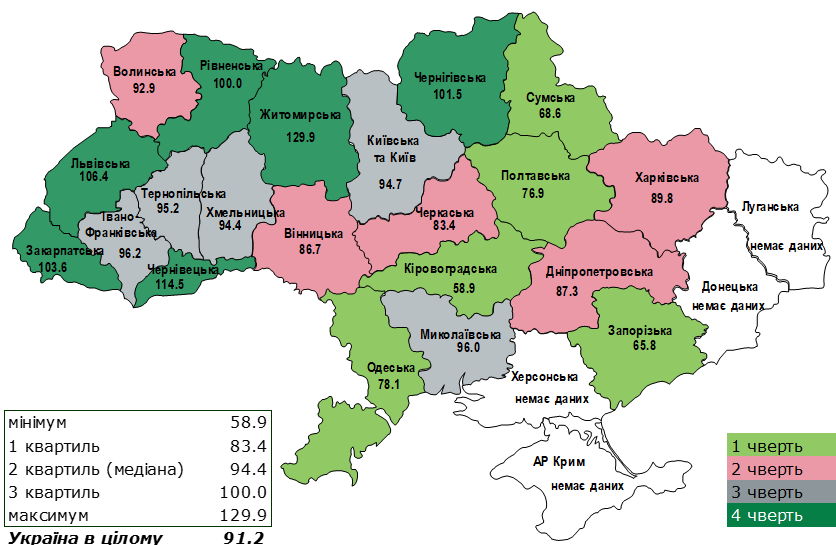 Волинська
92.9
Рівненська
100.0
Житомирська
129.9
Чернігівська
101.5
Сумська
68.6
Київська
та Київ
94.7
Львівська
106.4
Тернопільська
95.2
Хмельницька
94.4
Івано
Франківська
96.2
Закарпатська
103.6
Чернівецька
114.5
Вінницька
86.7
Черкаська
83.4
Полтавська
76.9
Харківська
89.8
Луганська
немає даних
Кіровоградська
58.9
Дніпропетровська
87.3
Донецька
немає даних
Миколаївська
96.0
Запорізька
65.8
Одеська
78.1
Херсонська
немає даних
АР Крим
немає даних
мінімум 58.9
1 квартиль 83.4
2 квартиль (медіана) 94.4
3 квартиль 100.0
максимум 129.9
Україна в цілому 91.2
1 чверть
2 чверть
3 чверть
4 чверть